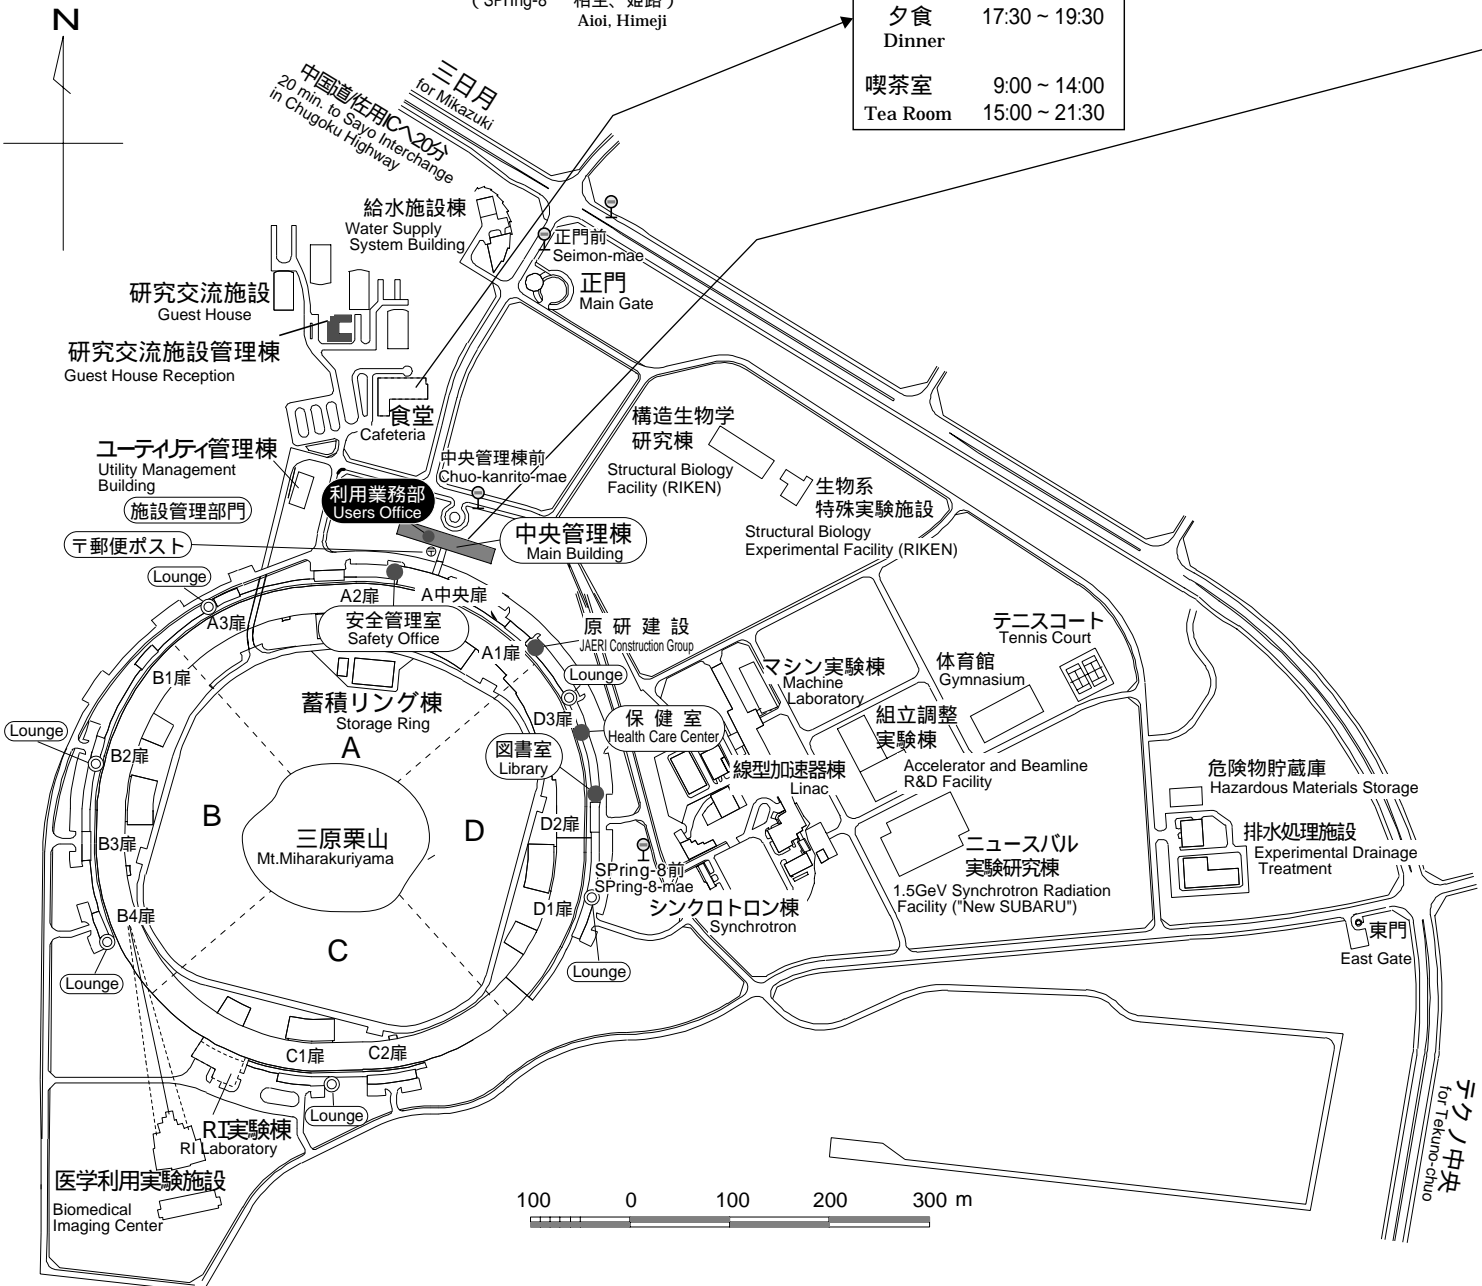 (SPring-8 相生、姫路)
Aioi, Himeji
夕食 17:30 ~ 19:30
Dinner
喫茶室 9:00 ~ 14:00
Tea Room 15:00 ~ 21:30
N
三日月
for Mikazuki
中国道/佐用ICへ20分
20 min. to Sayo Interchange
in Chugoku Highway
給水施設棟
Water Supply
System Building
正門前
Seimon-mae
正門
Main Gate
研究交流施設
Guest House
研究交流施設管理棟
Guest House Reception
食堂
Cafeteria
ユーティリティ管理棟
Utility Management
Building
施設管理部門
〒郵便ポスト
中央管理棟前
Chuo-kanrito-mae
利用業務部
Users Office
中央管理棟
Main Building
構造生物学
研究棟
Structural Biology
Facility (RIKEN)
生物系
特殊実験施設
Structural Biology
Experimental Facility (RIKEN)
Lounge
A3扉
A2扉
A中央扉
安全管理室
Safety Office
A1扉
原研建設
JAERI Construction Group
Lounge
テニスコート
Tennis Court
体育館
Gymnasium
マシン実験棟
Machine
Laboratory
組立調整
実験棟
Accelerator and Beamline
R&D Facility
B1扉
蓄積リング棟
Storage Ring
D3扉
保健室
Health Care Center
図書室
Library
線型加速器棟
Linac
Lounge
B2扉
A
B
D
C
三原栗山
Mt.Miharakuriyama
B3扉
D2扉
危険物貯蔵庫
Hazardous Materials Storage
排水処理施設
Experimental Drainage
Treatment
ニュースバル
実験研究棟
1.5GeV Synchrotron Radiation
Facility ("New SUBARU")
SPring-8前
SPring-8-mae
シンクロトロン棟
Synchrotron
B4扉
D1扉
東門
East Gate
Lounge
Lounge
C1扉
C2扉
Lounge
RI実験棟
RI Laboratory
医学利用実験施設
Biomedical
Imaging Center
テクノ中央
for Tekuno-chuo
100 0 100 200 300 m